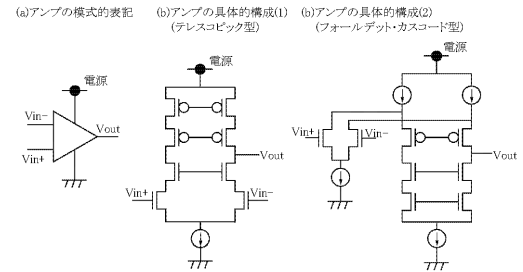 (a)アンプの模式的表記
(b)アンプの具体的構成(1)
(テレスコピック型)
(b)アンプの具体的構成(2)
(フォールデット・カスコード型)
電源
Vin-
Vin+
Vout
電源
Vout
Vin+
Vin-
電源
Vin+
Vin-
Vout